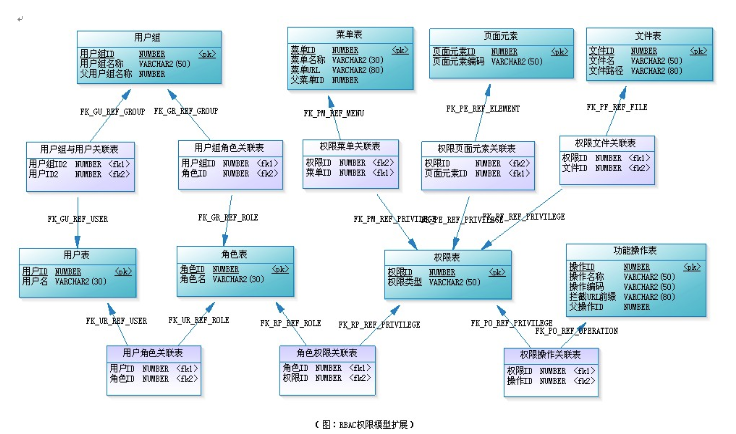 用户组
用户组ID NUMBER <pk>
用户组名称 VARCHAR2(50)
父用户组名称 NUMBER
菜单表
菜单ID NUMBER <pk>
菜单名称 VARCHAR2(30)
菜单URL VARCHAR2(80)
父菜单ID NUMBER
页面元素
页面元素ID NUMBER <pk>
页面元素编码 VARCHAR2(50)
文件表
文件ID NUMBER <pk>
文件名 VARCHAR2(50)
文件路径 VARCHAR2(80)
FK_GU_REF_GROUP
FK_GR_REF_GROUP
FK_PM_REF_MENU
FK_PE_REF_ELEMENT
FK_PF_REF_FILE
用户组与用户关联表
用户组ID2 NUMBER <fk1>
用户ID2 NUMBER <fk2>
用户组角色关联表
用户组ID NUMBER <fk1>
角色ID NUMBER <fk2>
权限菜单关联表
权限ID NUMBER <fk2>
菜单ID NUMBER <fk1>
权限页面元素关联表
权限ID NUMBER <fk2>
页面元素ID NUMBER <fk1>
权限文件关联表
权限ID NUMBER <fk1>
文件ID NUMBER <fk2>
FK_GU_REF_USER
FK_GR_REF_ROLE
FK_PM_REF_PRIVILEGE
FK_PE_REF_PRIVILEGE
FK_PF_REF_PRIVILEGE
用户表
用户ID NUMBER <pk>
用户名 VARCHAR2(30)
角色表
角色ID NUMBER <pk>
角色名 VARCHAR2(30)
权限表
权限ID NUMBER <pk>
权限类型 VARCHAR2(50)
功能操作表
操作ID NUMBER <pk>
操作名称 VARCHAR2(50)
操作编码 VARCHAR2(50)
拦截URL前缀 VARCHAR2(80)
父操作ID NUMBER
FK_UR_REF_USER
FK_UR_REF_ROLE
FK_RP_REF_ROLE
FK_RP_REF_PRIVILEGE
FK_PO_REF_PRIVILEGE
FK_PO_REF_OPERATION
用户角色关联表
用户ID NUMBER <fk1>
角色ID NUMBER <fk2>
角色权限关联表
角色ID NUMBER <fk1>
权限ID NUMBER <fk2>
权限操作关联表
权限ID NUMBER <fk1>
操作ID NUMBER <fk2>
(图：RBAC权限模型扩展)